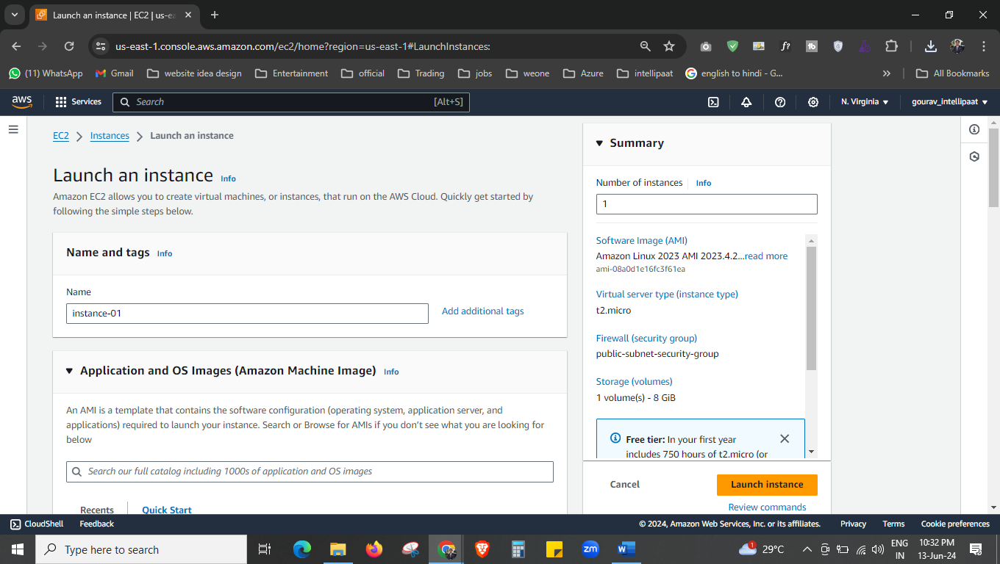 Launch an instance | EC2 | us-ea
us-east-1.console.aws.amazon.com/ec2/home?region=us-east-1#LaunchInstances:
(11) WhatsApp
Gmail
website idea design
Entertainment
official
Trading
jobs
weone
Azure
intellipaat
english to hindi - G...
All Bookmarks
aws
Services
Search
[Alt+S]
N. Virginia
gourav_intellipaat
EC2
Instances
Launch an instance
Launch an instance Info
Amazon EC2 allows you to create virtual machines, or instances, that run on the AWS Cloud. Quickly get started by
following the simple steps below.
Name and tags Info
Name
instance-01
Add additional tags
Application and OS Images (Amazon Machine Image) Info
An AMI is a template that contains the software configuration (operating system, application server, and
applications) required to launch your instance. Search or Browse for AMIs if you don't see what you are looking for
below
Search our full catalog including 1000s of application and OS images
Recents
Quick Start
Summary
Number of instances Info
1
Software Image (AMI)
Amazon Linux 2023 AMI 2023.4.2...read more
ami-08a0d1e16fc3f61ea
Virtual server type (instance type)
t2.micro
Firewall (security group)
public-subnet-security-group
Storage (volumes)
1 volume(s) - 8 GiB
Free tier: In your first year
includes 750 hours of t2.micro (or
Cancel
Launch instance
Review commands
CloudShell
Feedback
© 2024, Amazon Web Services, Inc. or its affiliates.
Privacy
Terms
Cookie preferences
Type here to search
zm
1
29°C
ENG
IN
10:32 PM
13-Jun-24